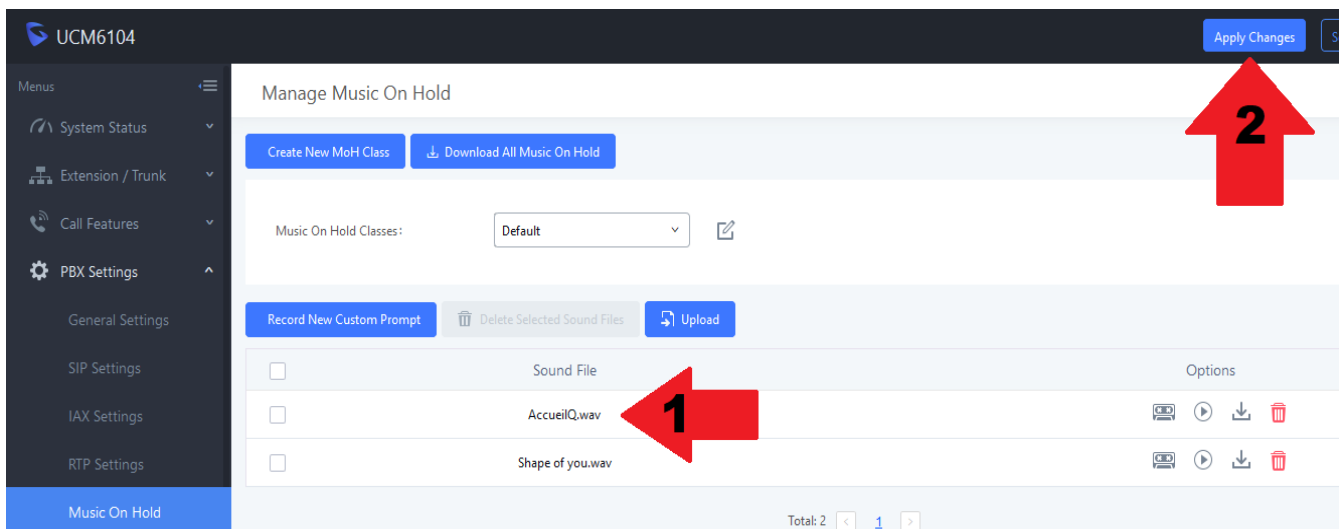 UCM6104
Apply Changes
Menus
Manage Music On Hold
System Status
2
Create New MoH Class
Download All Music On Hold
Extension / Trunk
Call Features
Music On Hold Classes:
Default
PBX Settings
General Settings
Record New Custom Prompt
Delete Selected Sound Files
Upload
SIP Settings
Sound File
Options
IAX Settings
AccueilQ.wav
1
RTP Settings
Shape of you.wav
Music On Hold
Total: 2 < 1 >